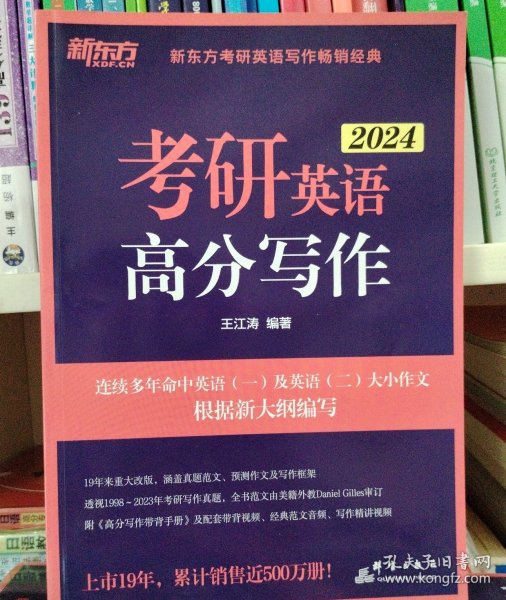 新东方
XDF.CN
新东方考研英语写作畅销经典
2024
考研英语
高分写作
王江涛 编著
连续多年命中英语（一）及英语（二）大小作文
根据新大纲编写
19年来重大改版，涵盖真题范文、预测作文及写作框架
透视1998～2023年考研写作真题，全书范文由美籍外教Daniel Gilles审订
附《高分写作带背手册》及配套带背视频、经典范文音频、写作精讲视频
上市19年，累计销售近500万册！
孔夫子旧书网
www.kongfz.com